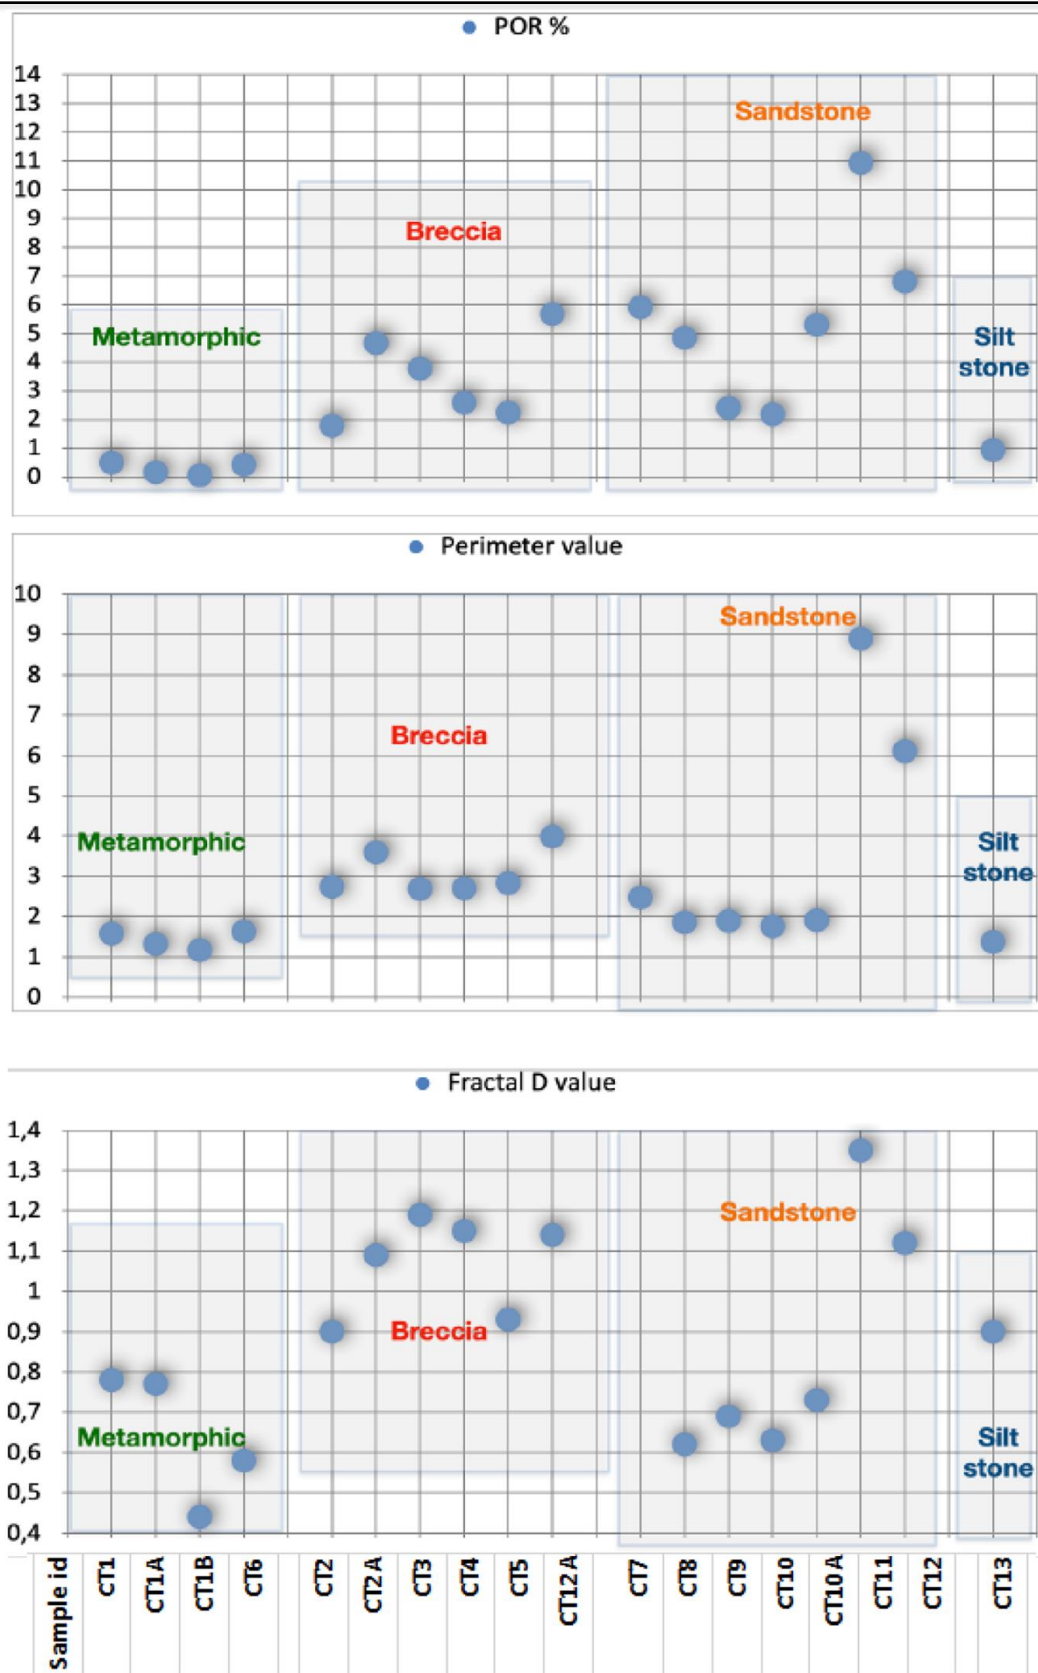 POR %
14
13
12
11
10
9
8
7
6
5
4
3
2
1
0
Metamorphic
Breccia
Sandstone
Silt
stone
Perimeter value
10
9
8
7
6
5
4
3
2
1
0
Metamorphic
Breccia
Sandstone
Silt
stone
Fractal D value
1,4
1,3
1,2
1,1
1
0,9
0,8
0,7
0,6
0,5
0,4
Metamorphic
Breccia
Sandstone
Silt
stone
Sample id
CT1
CT1A
CT1B
CT6
CT2
CT2A
CT3
CT4
CT5
CT12A
CT7
CT8
CT9
CT10
CT10A
CT11
CT12
CT13